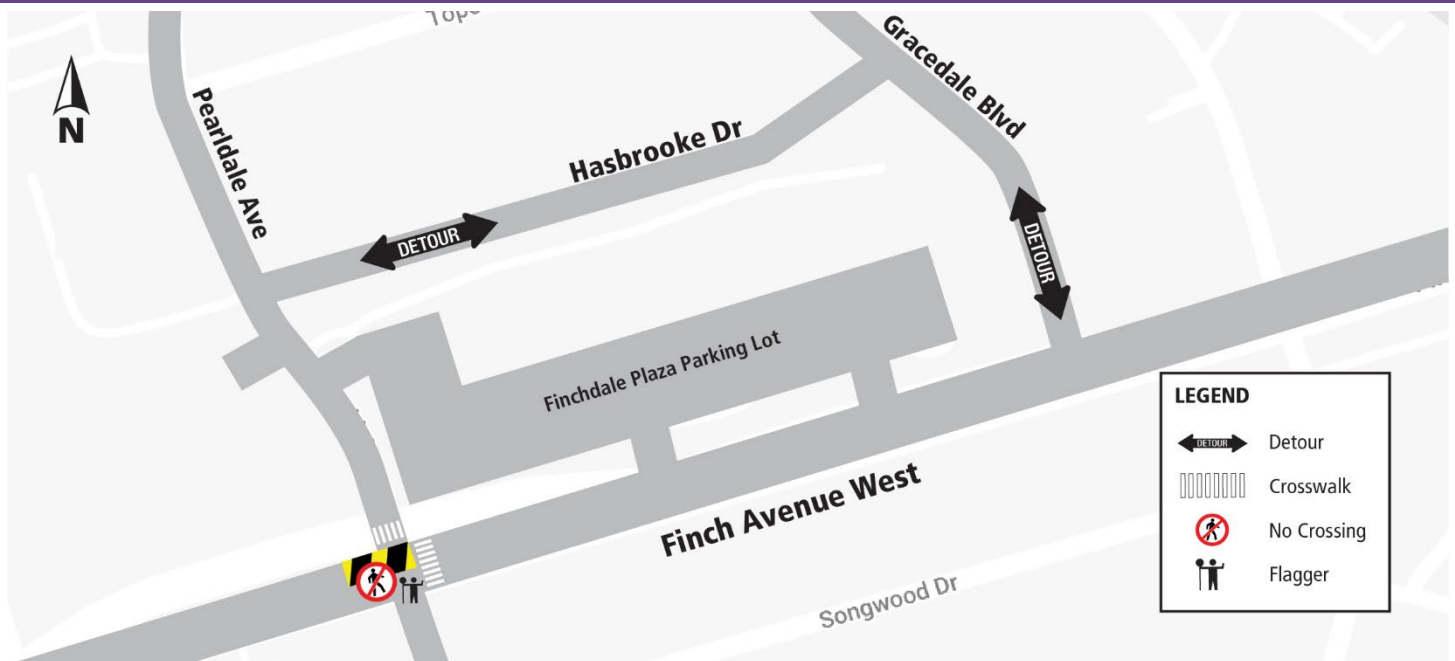 Gracedale Blvd
N
Pearldale Ave
Hasbrooke Dr
DETOUR
DETOUR
Finchdale Plaza Parking Lot
Finch Avenue West
Songwood Dr
LEGEND
DETOUR Detour
Crosswalk
No Crossing
Flagger